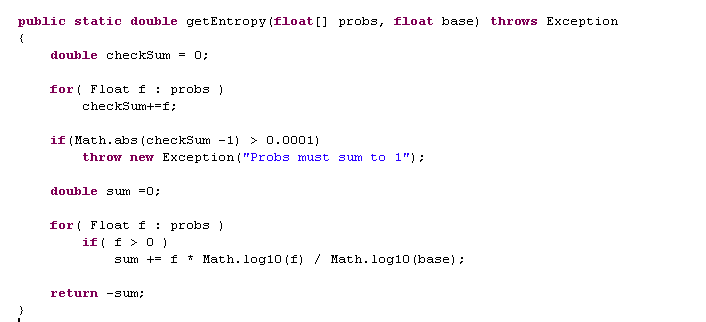 public static double getEntropy(float[] probs, float base) throws Exception
{
    double checkSum = 0;
    for( Float f : probs )
        checkSum+=f;
    if(Math.abs(checkSum -1) > 0.0001)
        throw new Exception("Probs must sum to 1");
    double sum =0;
    for( Float f : probs )
        if( f > 0 )
            sum += f * Math.log10(f) / Math.log10(base);
    return -sum;
}